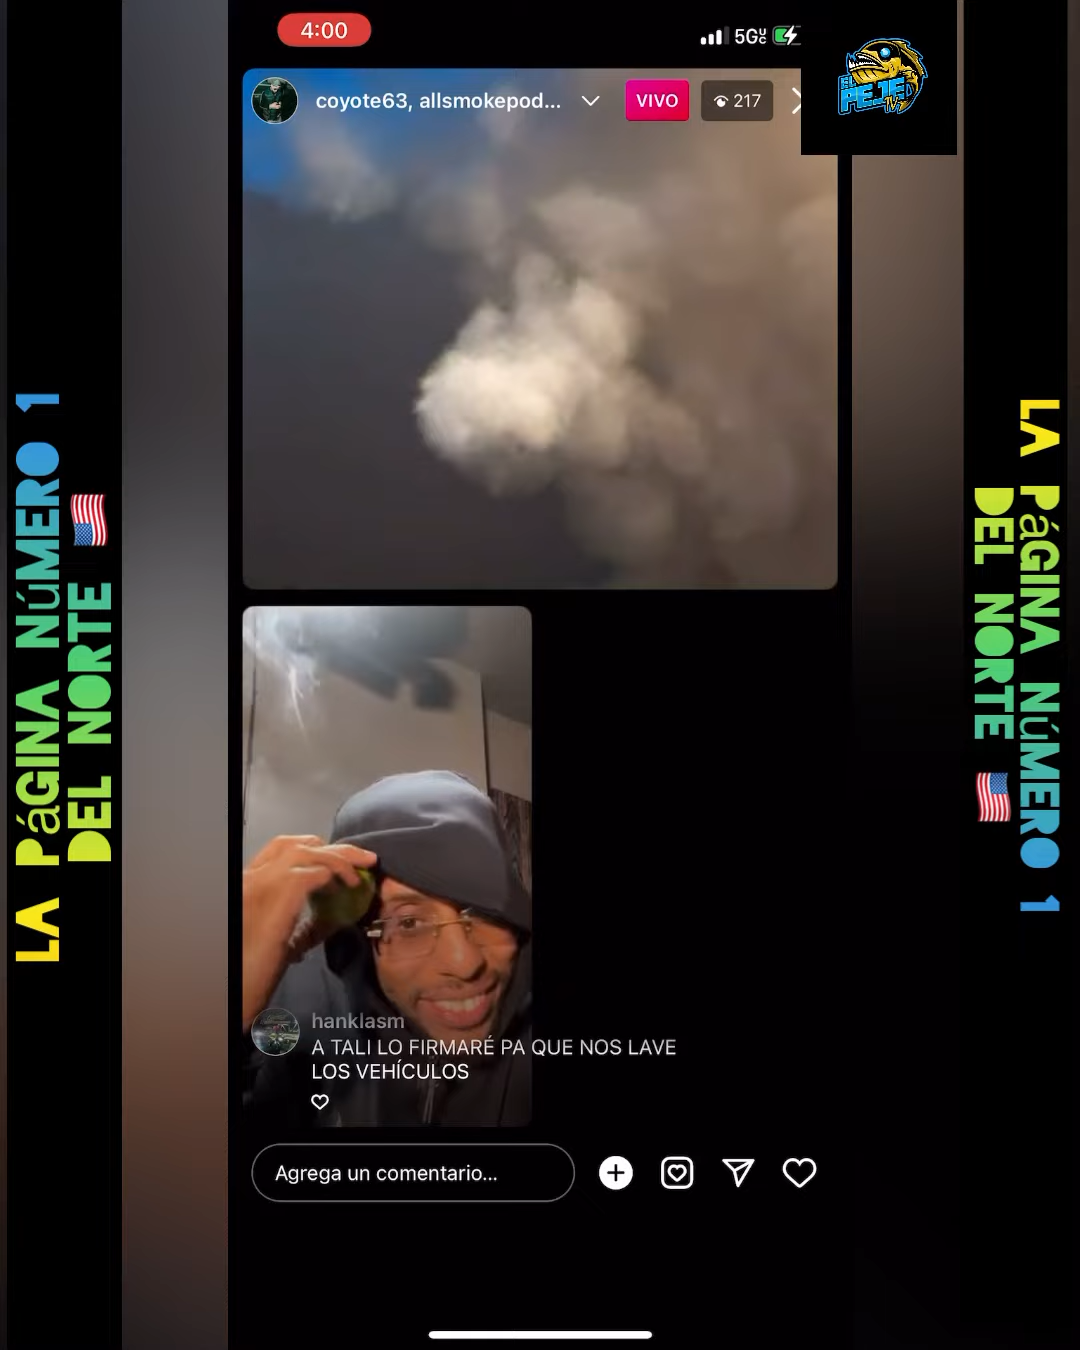 4:00
5G UC
coyote63, allsmokepod...
VIVO
217
EL
PEJE
TV
LA PáGINA NúMERO 1
DEL NORTE
LA PáGINA NúMERO 1
DEL NORTE
hanklasm
A TALI LO FIRMARÉ PA QUE NOS LAVE
LOS VEHÍCULOS
Agrega un comentario...